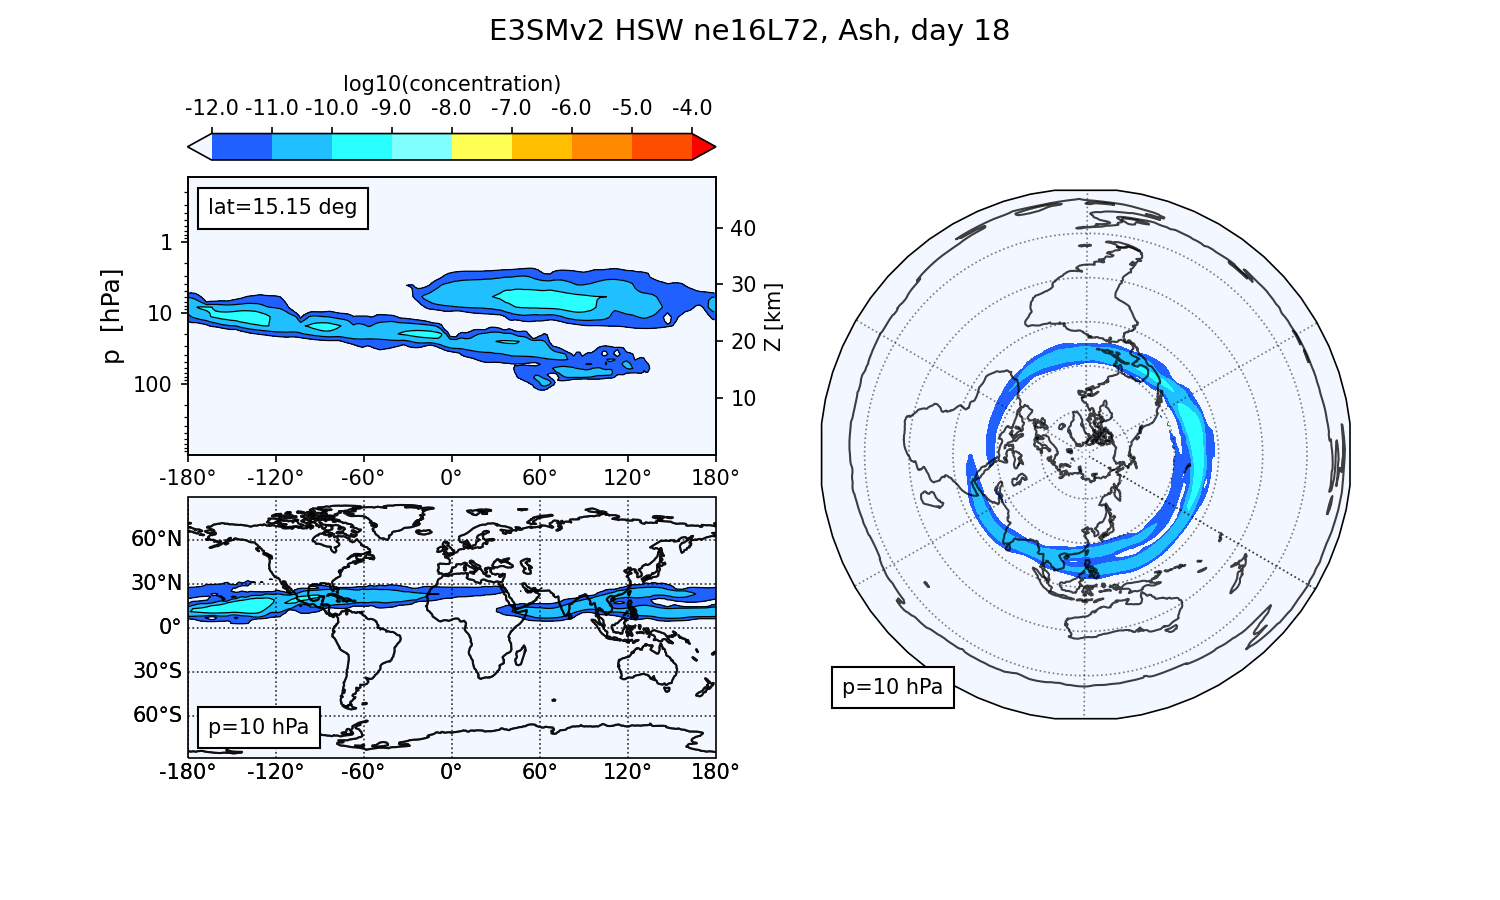 E3SMv2 HSW ne16L72, Ash, day 18
log10(concentration)
-12.0 -11.0 -10.0 -9.0 -8.0 -7.0 -6.0 -5.0 -4.0
lat=15.15 deg
p [hPa]
1
10
100
40
30
20
10
Z [km]
-180° -120° -60° 0° 60° 120° 180°
60°N
30°N
0°
30°S
60°S
p=10 hPa
-180° -120° -60° 0° 60° 120° 180°
p=10 hPa